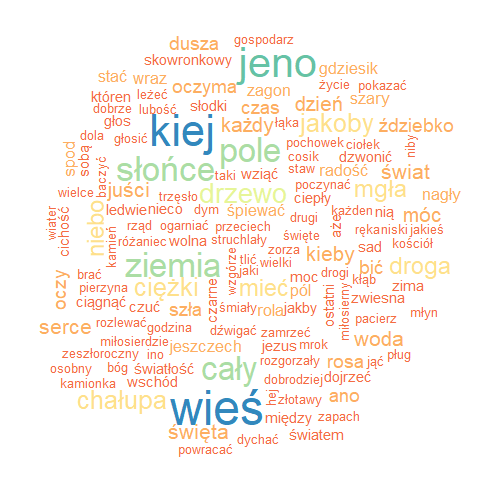 gospodarz
dusza
skowronkowy
jeno
gdziesik
stać
wraz
oczyma
zagon
życie
pokazać
któren
leżeć
dobrze
lubość
słodki
czas
dzień
szary
głos
kiej
każdy
łąka
jakoby
ździebko
niby
dola
głosić
sobą
spod
pole
pochowek
ciołek
cosik
dzwonić
słońce
taki
wziąć
staw
radość
świat
baczyć
wielce
juści
trzęsło
drzewo
poczynać
ciepły
mgła
nagły
wiater
cichość
niebo
ledwie
nieco
dym
śpiewać
drugi
aże
każden
nią
móc
rząd
ogarniać
przeciech
święte
rękaniski
jakieś
kamień
różaniec
wolna
struchlały
zorza
kieby
sad
kościół
ziemia
wzgórze
tlić
wielki
jaki
moc
drogi
bić
kłąb
droga
oczy
brać
pierzyna
ciągnąć
ciężki
czarne
mieć
pól
ostatni
miłosierny
zwiesna
zima
czuć
szła
śmiały
rola
jakby
pacierz
młyn
serce
rozlewać
godzina
dźwigać
zamrzeć
woda
miłosierdzie
jeszczech
jezus
mrok
zeszłoroczny
ino
rozgorzały
rosa
jąć
pług
osobny
bóg
światłość
cały
dobrodziej
dojrzeć
kamionka
wschód
hej
złotawy
ano
chałupa
wieś
między
zapach
święta
dychać
światem
powracać